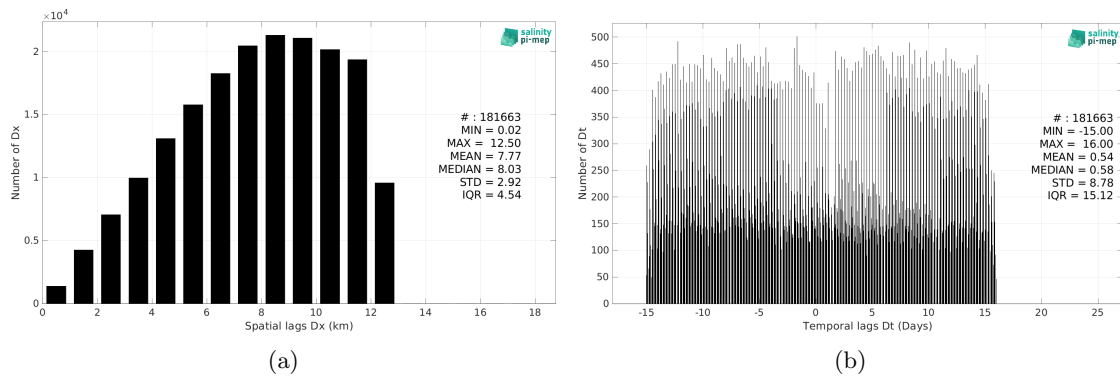 ×10^4
2
1.5
1
0.5
0
Number of Dx
0 2 4 6 8 10 12 14 16 18
Spatial lags Dx (km)
salinity
pi-mep
# : 181663
MIN = 0.02
MAX = 12.50
MEAN = 7.77
MEDIAN = 8.03
STD = 2.92
IQR = 4.54
(a)
500
450
400
350
300
250
200
150
100
50
0
Number of Dt
-15 -10 -5 0 5 10 15 20 25
Temporal lags Dt (Days)
salinity
pi-mep
# : 181663
MIN = -15.00
MAX = 16.00
MEAN = 0.54
MEDIAN = 0.58
STD = 8.78
IQR = 15.12
(b)